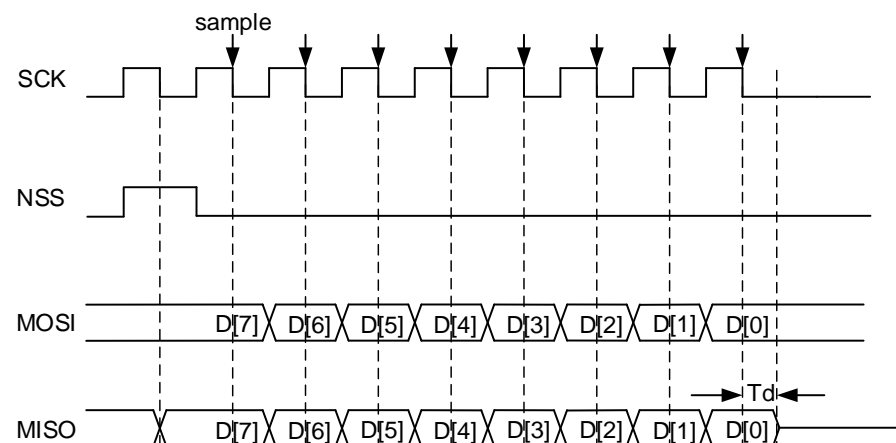 sample
SCK
NSS
MOSI D[7] D[6] D[5] D[4] D[3] D[2] D[1] D[0]
Td
MISO D[7] D[6] D[5] D[4] D[3] D[2] D[1] D[0]